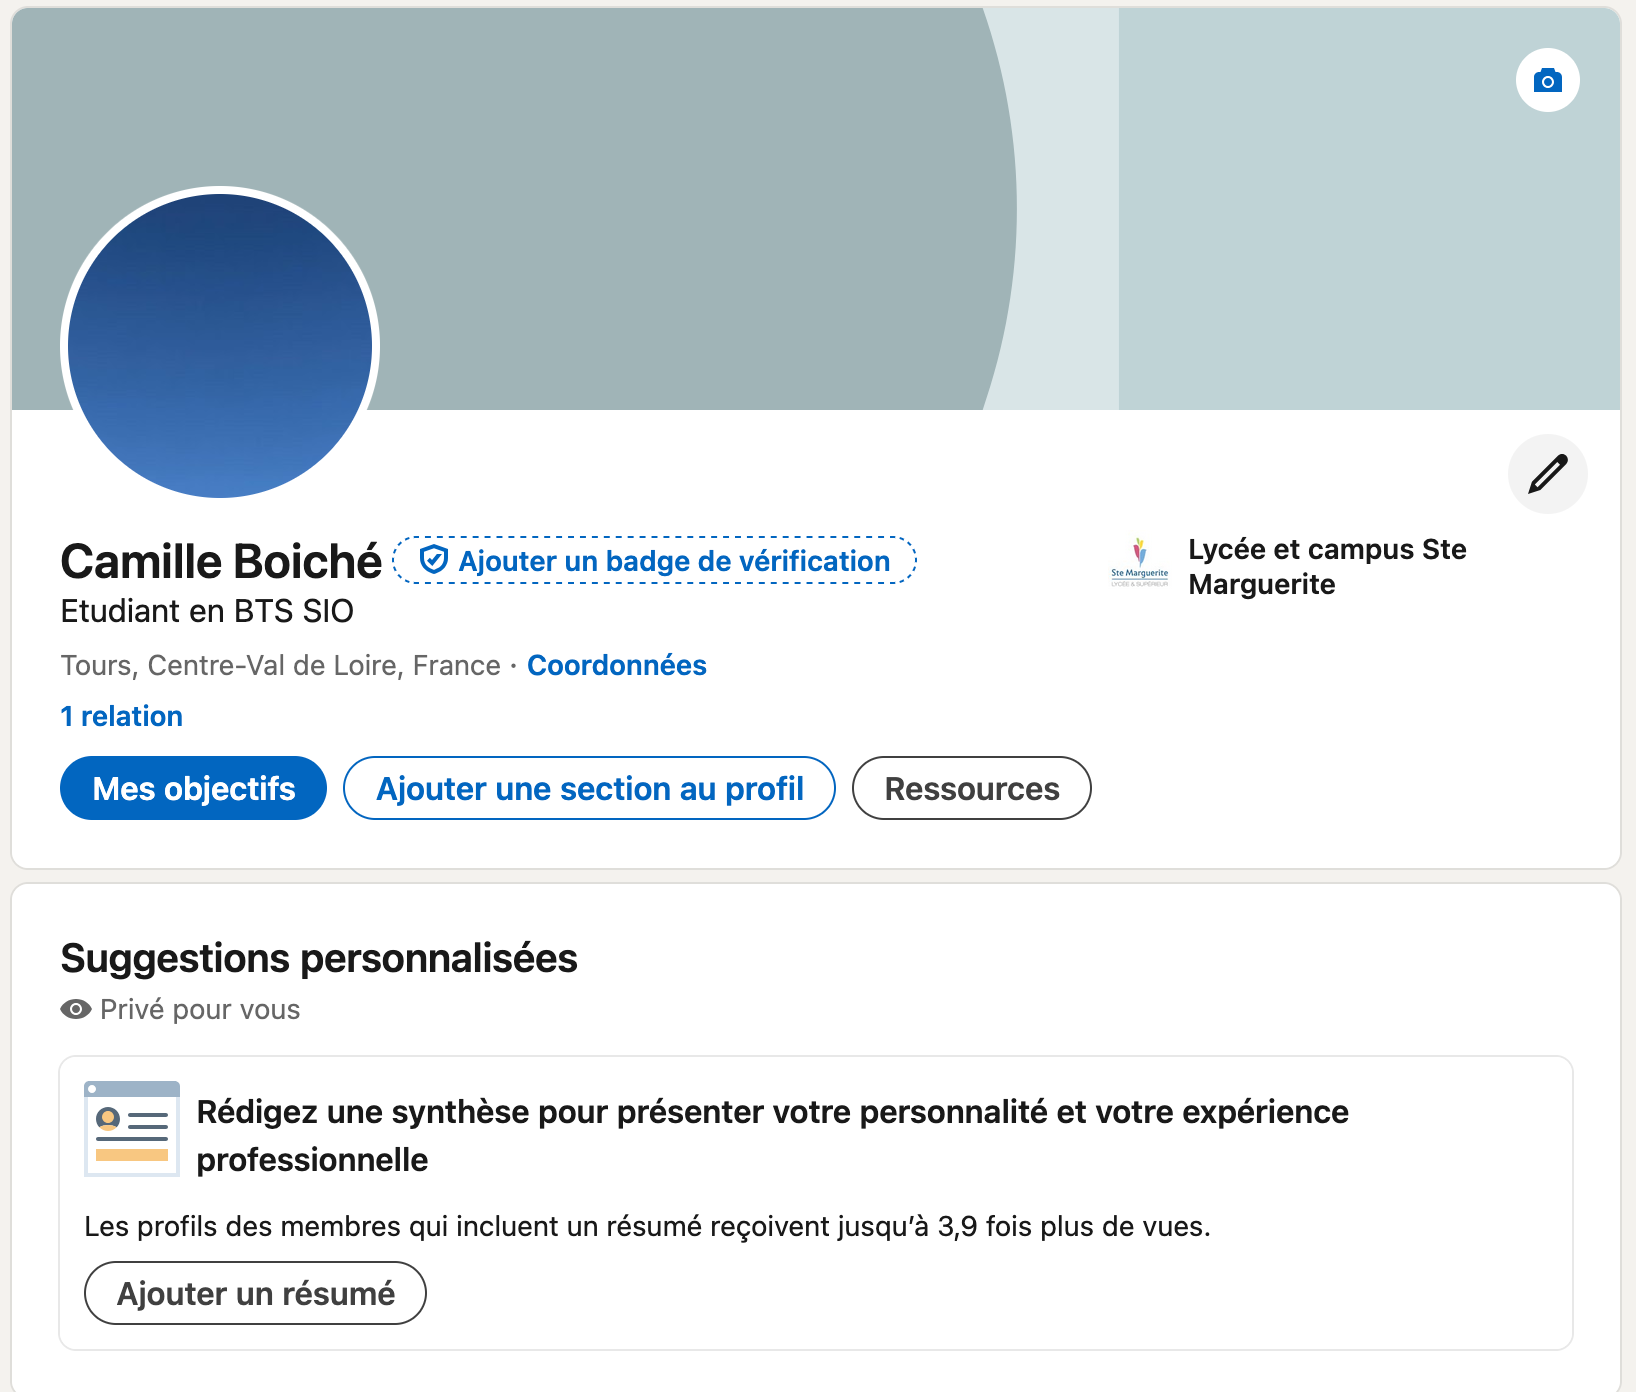 Camille Boiché
Ajouter un badge de vérification
Etudiant en BTS SIO
Tours, Centre-Val de Loire, France · Coordonnées
1 relation
Ste Marguerite
LYCÉE & SUPÉRIEUR
Lycée et campus Ste
Marguerite
Mes objectifs
Ajouter une section au profil
Ressources
Suggestions personnalisées
Privé pour vous
Rédigez une synthèse pour présenter votre personnalité et votre expérience
professionnelle
Les profils des membres qui incluent un résumé reçoivent jusqu’à 3,9 fois plus de vues.
Ajouter un résumé